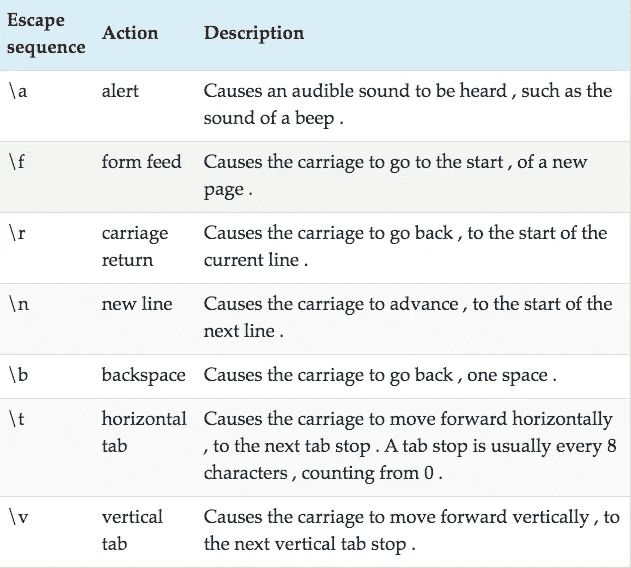 Escape sequence Action Description
\a alert Causes an audible sound to be heard , such as the
sound of a beep .
\f form feed Causes the carriage to go to the start , of a new
page .
\r carriage return Causes the carriage to go back , to the start of the
current line .
\n new line Causes the carriage to advance , to the start of the
next line .
\b backspace Causes the carriage to go back , one space .
\t horizontal tab Causes the carriage to move forward horizontally
, to the next tab stop . A tab stop is usually every 8
characters , counting from 0 .
\v vertical tab Causes the carriage to move forward vertically , to
the next vertical tab stop .